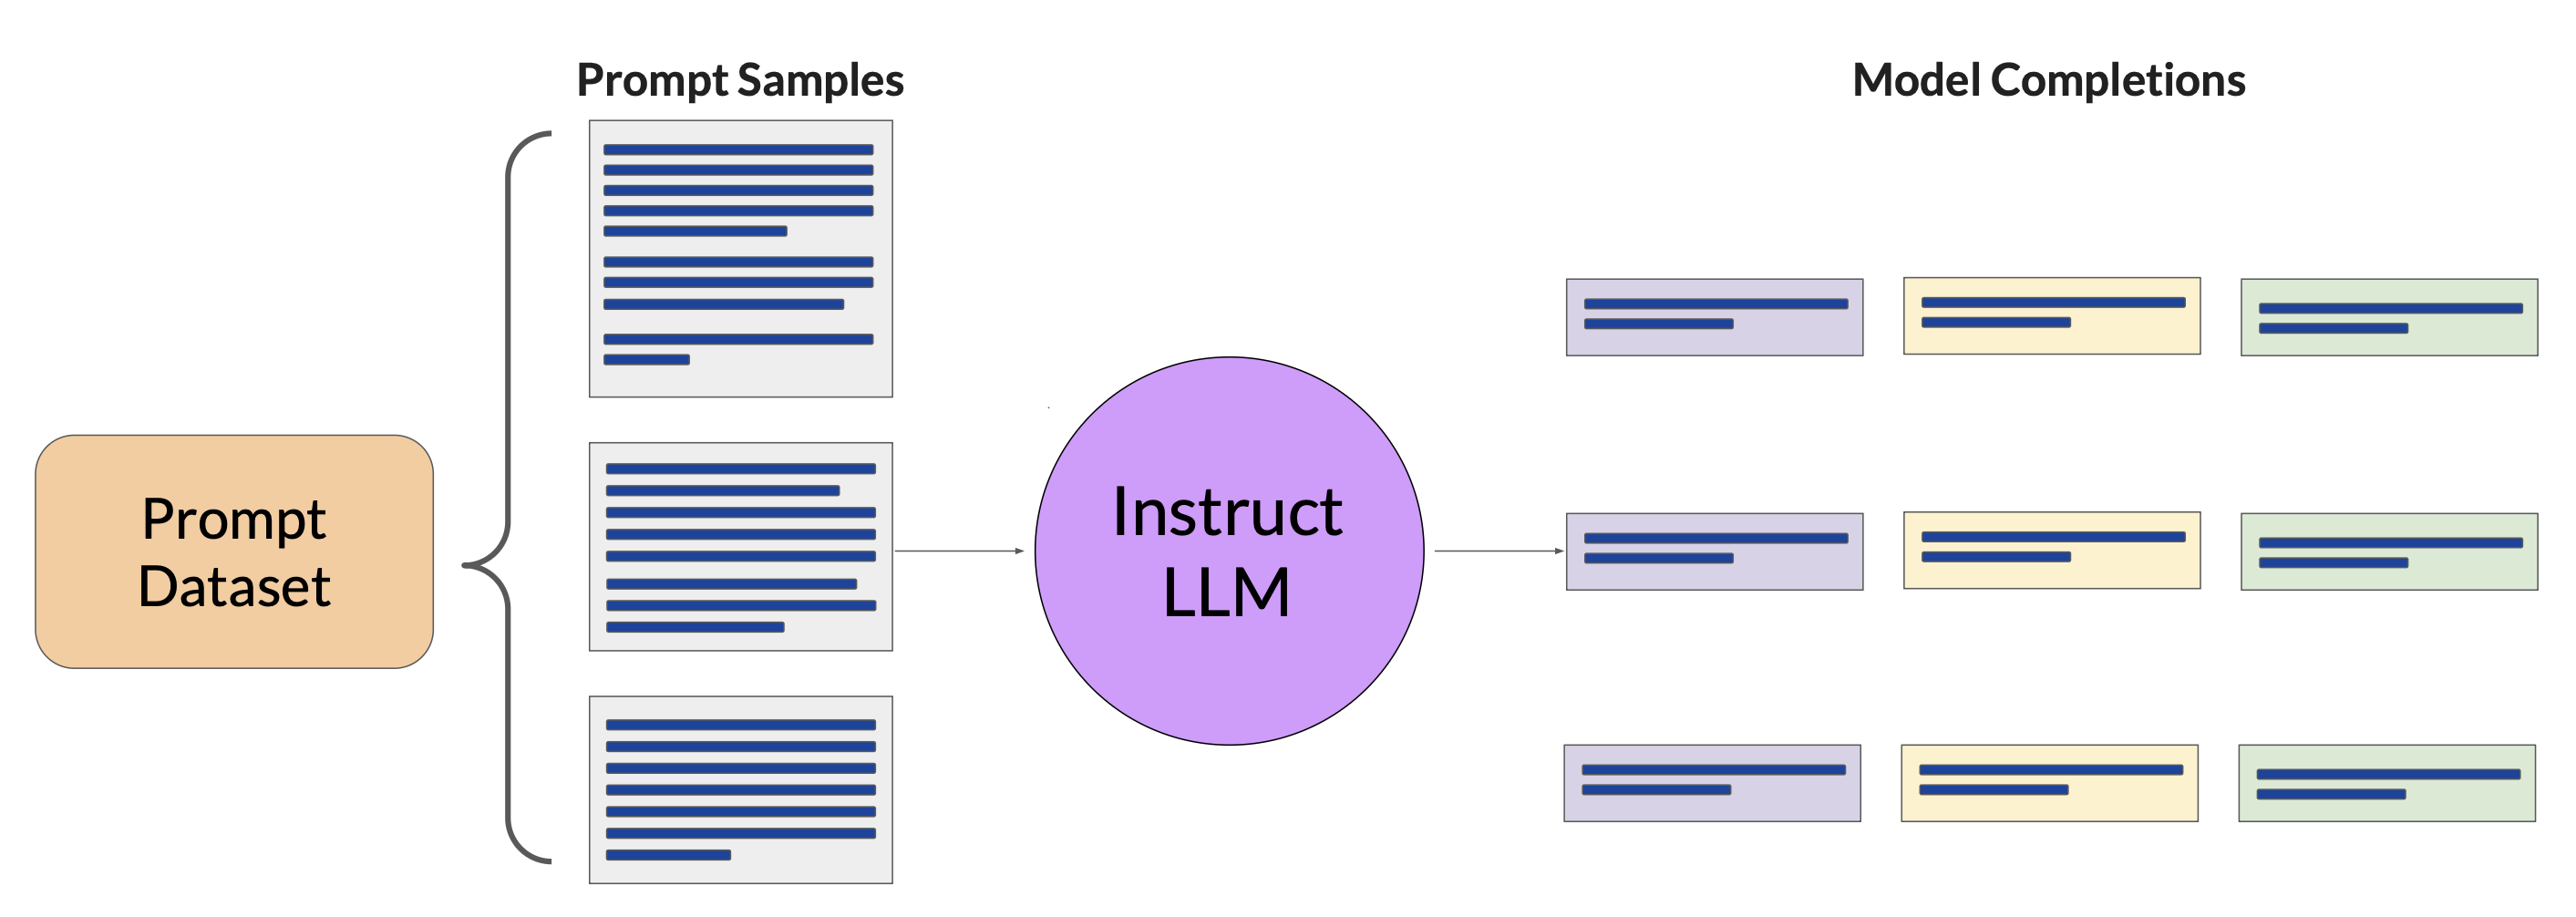 Prompt Samples
Model Completions
Prompt
Dataset
Instruct
LLM